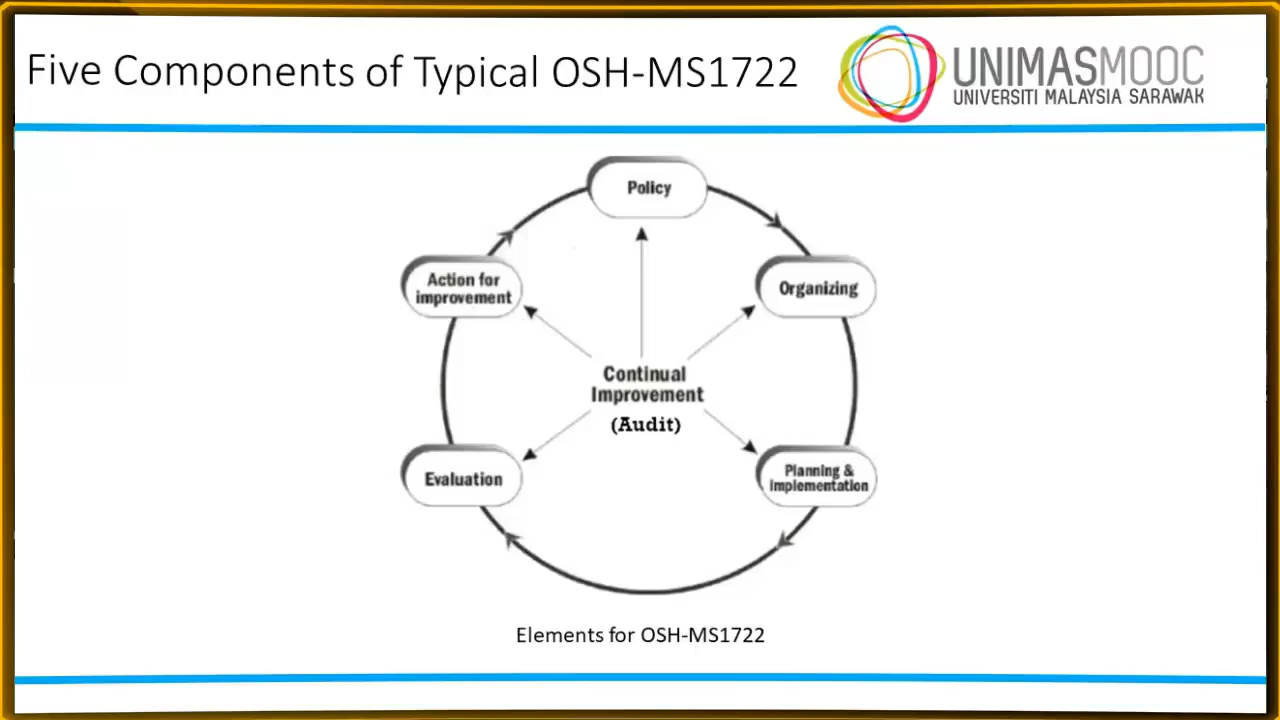 Five Components of Typical OSH-MS1722
UNIMASMOOC
UNIVERSITI MALAYSIA SARAWAK
Policy
Action for
improvement
Organizing
Continual
Improvement
(Audit)
Evaluation
Planning &
Implementation
Elements for OSH-MS1722